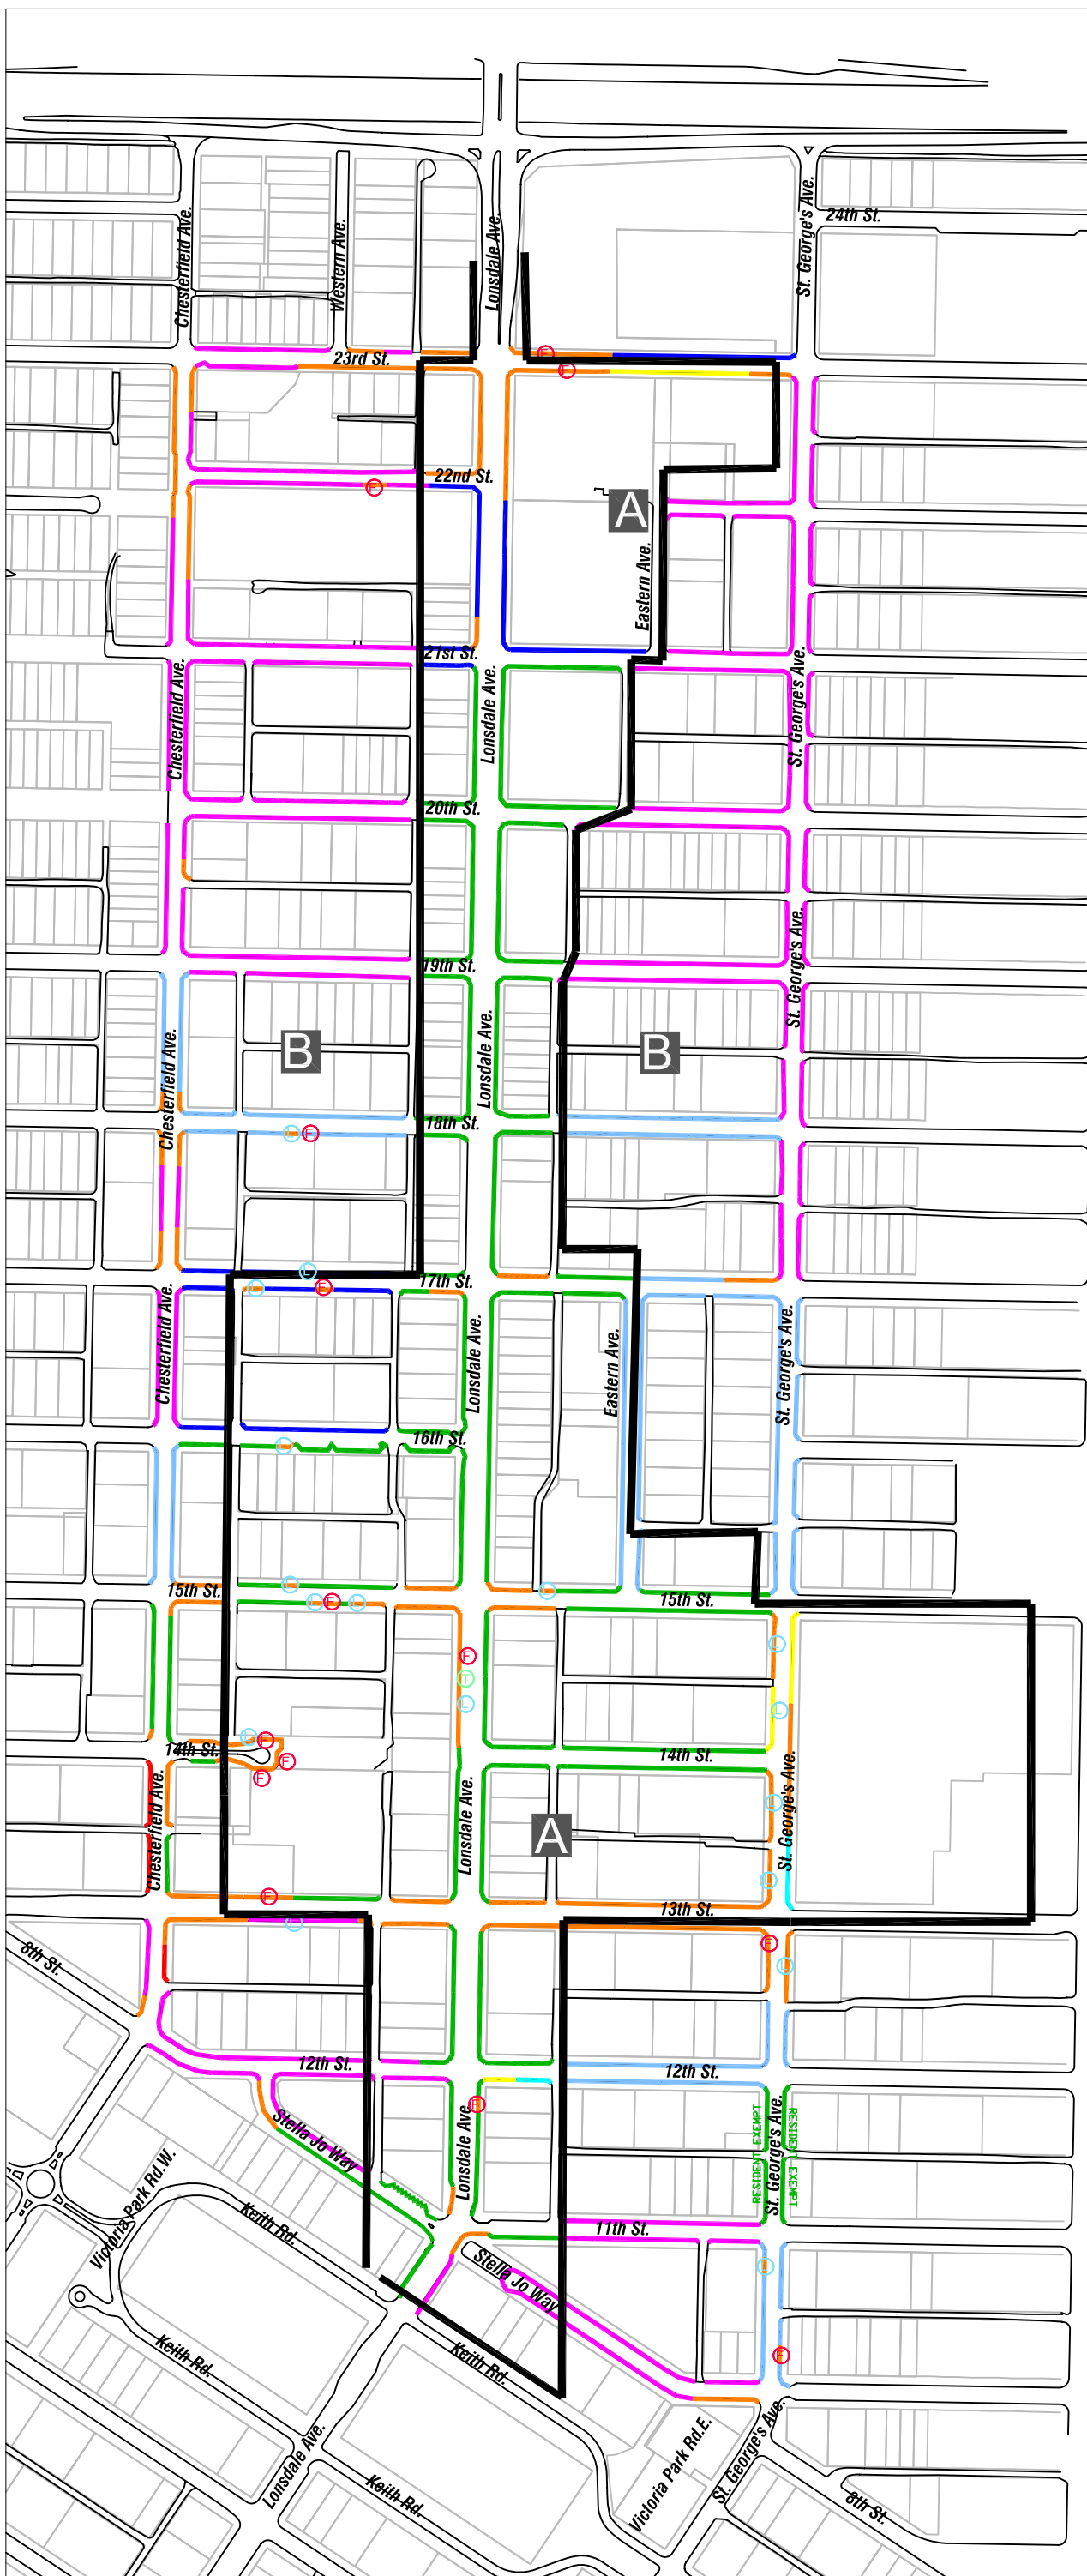 24th St.
Chesterfield Ave.
Western Ave.
Lonsdale Ave.
St. George's Ave.
F
23rd St.
F
22nd St.
F
A
Eastern Ave.
21st St.
Chesterfield Ave.
Lonsdale Ave.
St. George's Ave.
20th St.
St. George's Ave.
19th St.
B
B
Chesterfield Ave.
Lonsdale Ave.
18th St.
L
F
L
17th St.
L
F
Chesterfield Ave.
Lonsdale Ave.
Eastern Ave.
St. George's Ave.
16th St.
L
15th St.
L
L
15th St.
L
F
L
L
F
T
L
L
L
F
14th St.
F
F
14th St.
Chesterfield Ave.
Lonsdale Ave.
St. George's Ave.
L
A
L
F
13th St.
L
F
L
8th St.
12th St.
12th St.
F
Stella Jo Way
Lonsdale Ave.
RESIDENT EXEMPT
St. George's Ave.
RESIDENT EXEMPT
Victoria Park Rd.W.
Keith Rd.
11th St.
Stella Jo Way
L
F
Keith Rd.
Keith Rd.
Lonsdale Ave.
Keith Rd.
Victoria Park Rd.E.
St. George's Ave.
8th St.